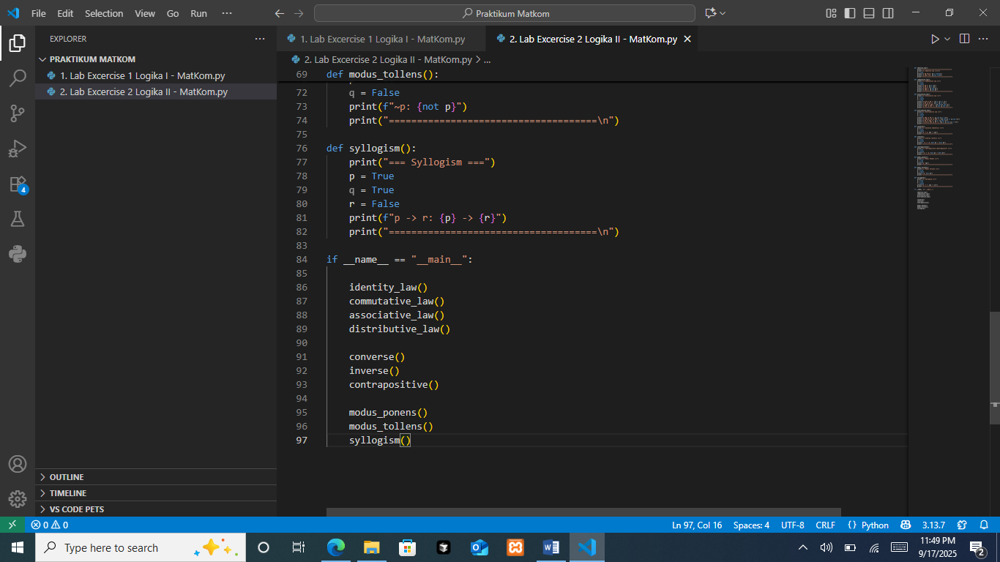 File Edit Selection View Go Run ···
Praktikum Matkom
EXPLORER ···
PRAKTIKUM MATKOM
1. Lab Excercise 1 Logika I - MatKom.py
2. Lab Excercise 2 Logika II - MatKom.py
OUTLINE
TIMELINE
VS CODE PETS
1. Lab Excercise 1 Logika I - MatKom.py
2. Lab Excercise 2 Logika II - MatKom.py
2. Lab Excercise 2 Logika II - MatKom.py > ...
69 def modus_tollens():
72 q = False
73 print(f"~p: {not p}")
74 print("=====================================\n")
75
76 def syllogism():
77 print("=== Syllogism ===")
78 p = True
79 q = True
80 r = False
81 print(f"p -> r: {p} -> {r}")
82 print("=====================================\n")
83
84 if __name__ == "__main__":
85
86 identity_law()
87 commutative_law()
88 associative_law()
89 distributive_law()
90
91 converse()
92 inverse()
93 contrapositive()
94
95 modus_ponens()
96 modus_tollens()
97 syllogism()
4
0 0
Ln 97, Col 16 Spaces: 4 UTF-8 CRLF {} Python 3.13.7
Type here to search
11:49 PM
9/17/2025
2